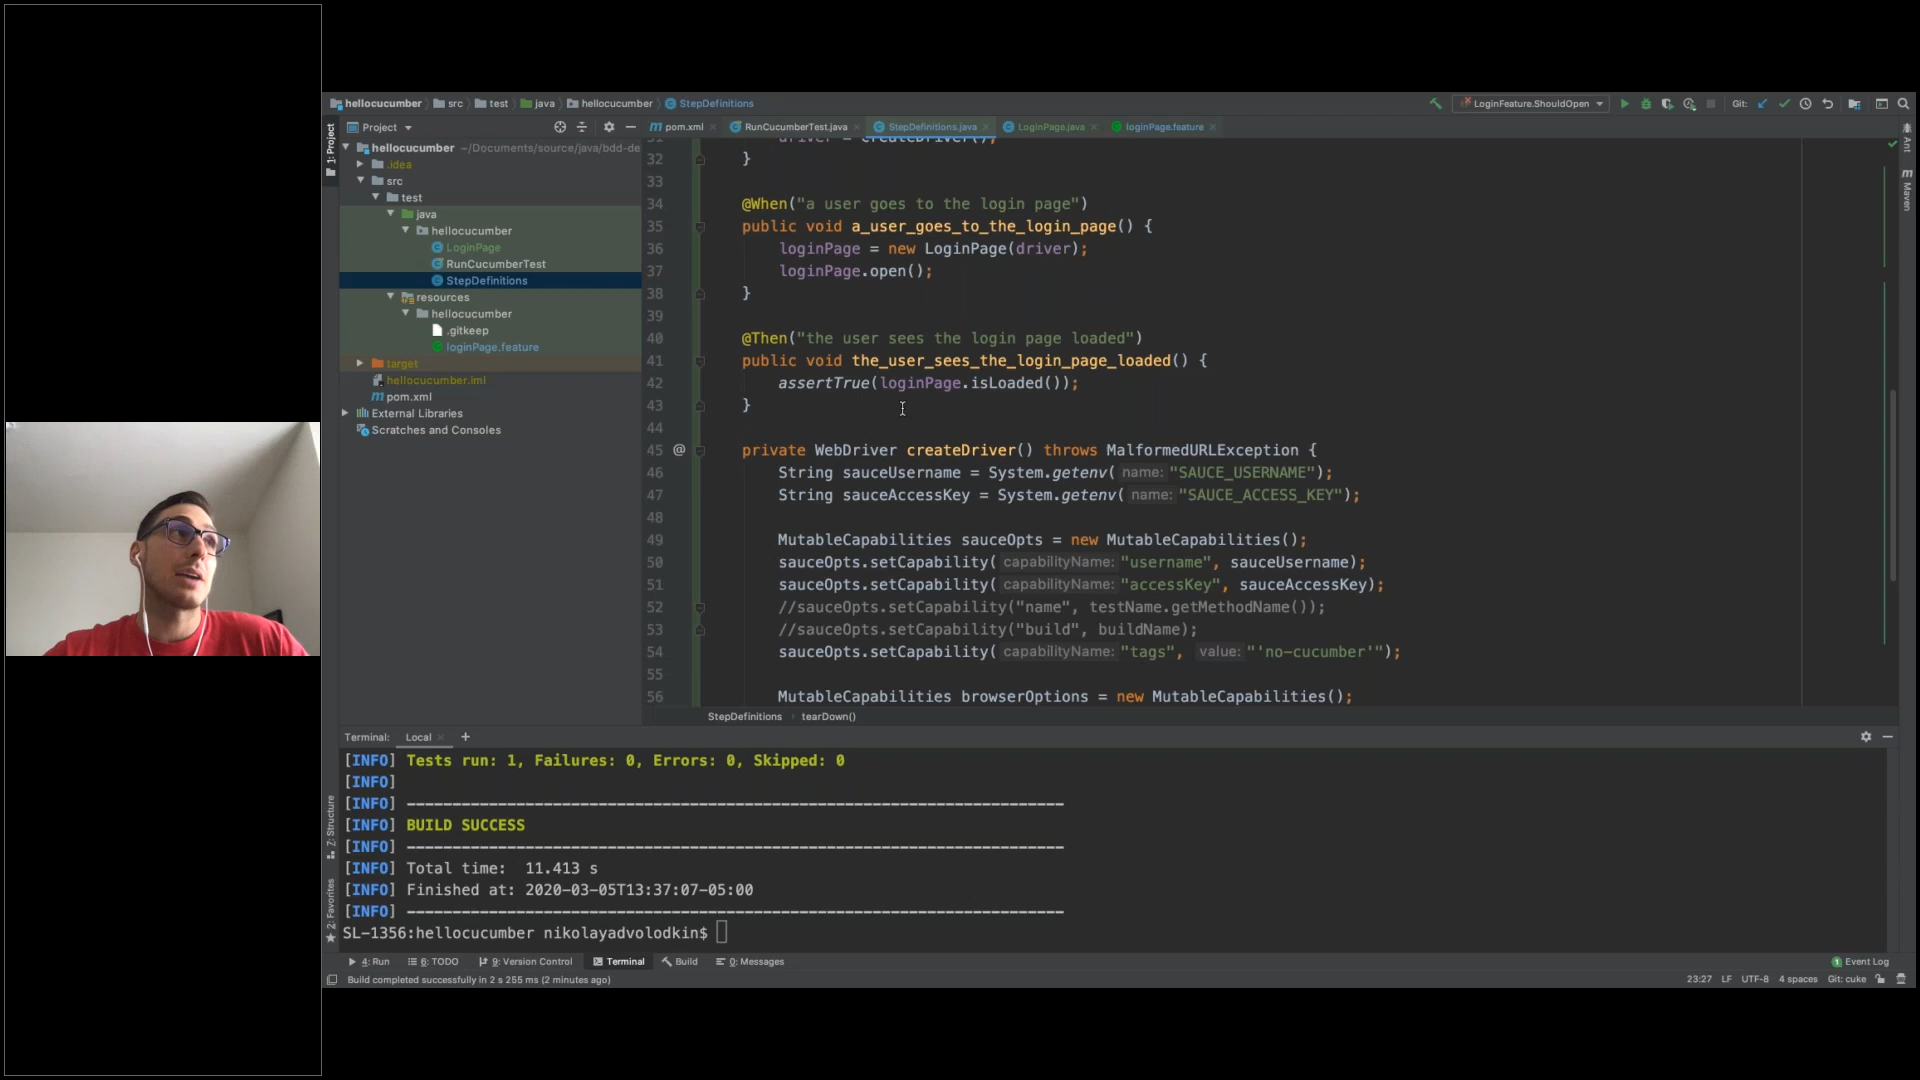 hellocucumber src test java hellocucumber StepDefinitions
LoginFeature.ShouldOpen Git:
Project
pom.xml RunCucumberTest.java StepDefinitions.java LoginPage.java loginPage.feature
1: Project
hellocucumber ~/Documents/source/java/bdd-de
.idea
src
test
java
hellocucumber
LoginPage
RunCucumberTest
StepDefinitions
resources
hellocucumber
.gitkeep
loginPage.feature
target
hellocucumber.iml
pom.xml
External Libraries
Scratches and Consoles
32 }
33
34 @When("a user goes to the login page")
35 public void a_user_goes_to_the_login_page() {
36 loginPage = new LoginPage(driver);
37 loginPage.open();
38 }
39
40 @Then("the user sees the login page loaded")
41 public void the_user_sees_the_login_page_loaded() {
42 assertTrue(loginPage.isLoaded());
43 }
44
45 @ private WebDriver createDriver() throws MalformedURLException {
46 String sauceUsername = System.getenv( name: "SAUCE_USERNAME");
47 String sauceAccessKey = System.getenv( name: "SAUCE_ACCESS_KEY");
48
49 MutableCapabilities sauceOpts = new MutableCapabilities();
50 sauceOpts.setCapability( capabilityName: "username", sauceUsername);
51 sauceOpts.setCapability( capabilityName: "accessKey", sauceAccessKey);
52 //sauceOpts.setCapability("name", testName.getMethodName());
53 //sauceOpts.setCapability("build", buildName);
54 sauceOpts.setCapability( capabilityName: "tags", value: "'no-cucumber'");
55
56 MutableCapabilities browserOptions = new MutableCapabilities();
StepDefinitions tearDown()
Ant
Maven
Terminal: Local +
[INFO] Tests run: 1, Failures: 0, Errors: 0, Skipped: 0
[INFO]
[INFO] ------------------------------------------------------------------------
[INFO] BUILD SUCCESS
[INFO] ------------------------------------------------------------------------
[INFO] Total time: 11.413 s
[INFO] Finished at: 2020-03-05T13:37:07-05:00
[INFO] ------------------------------------------------------------------------
SL-1356:hellocucumber nikolayadvolodkin$
Z: Structure
2: Favorites
4: Run 6: TODO 9: Version Control Terminal Build 0: Messages 1 Event Log
Build completed successfully in 2 s 255 ms (2 minutes ago) 23:27 LF UTF-8 4 spaces Git: cuke